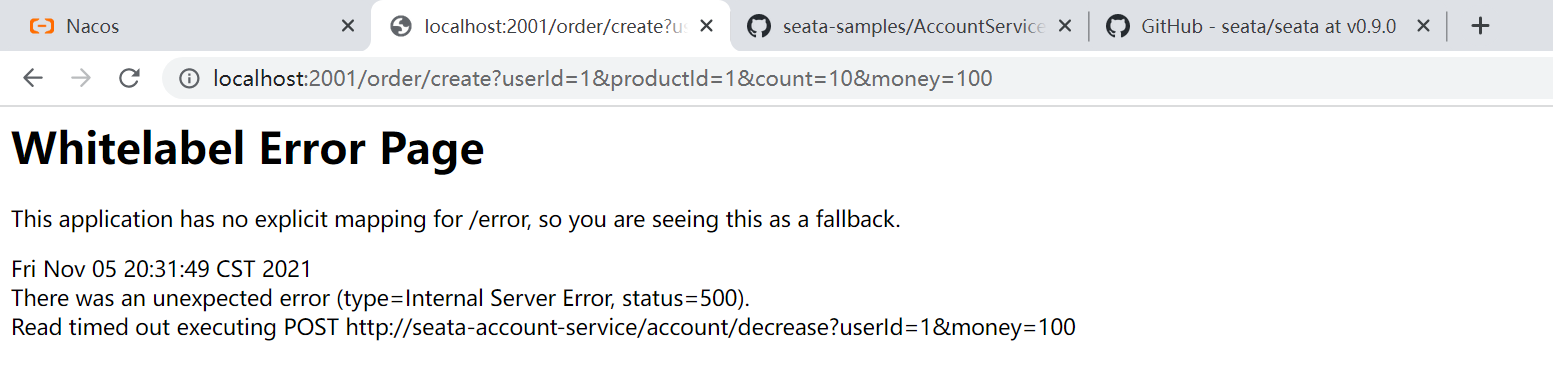 Nacos
localhost:2001/order/create?us
seata-samples/AccountService
GitHub - seata/seata at v0.9.0
localhost:2001/order/create?userId=1&productId=1&count=10&money=100
Whitelabel Error Page
This application has no explicit mapping for /error, so you are seeing this as a fallback.
Fri Nov 05 20:31:49 CST 2021
There was an unexpected error (type=Internal Server Error, status=500).
Read timed out executing POST http://seata-account-service/account/decrease?userId=1&money=100